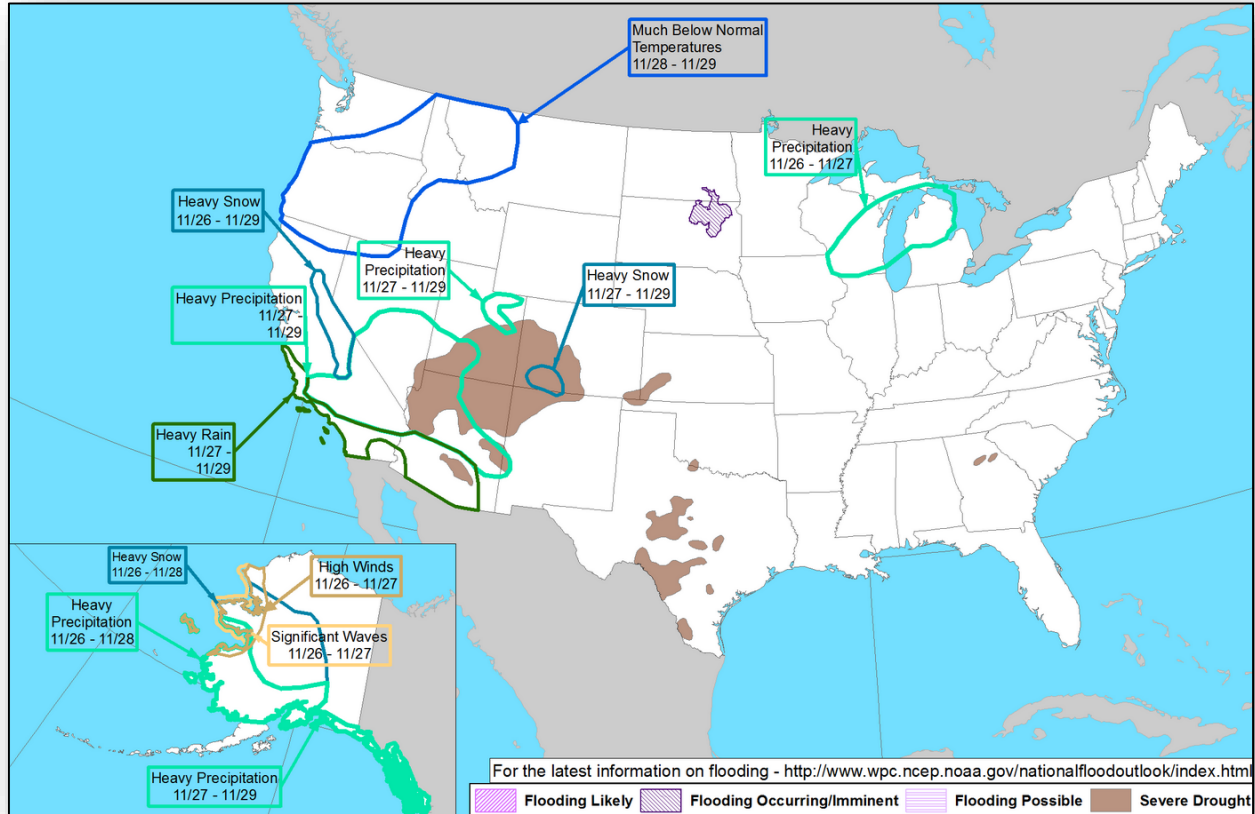 Much Below Normal
Temperatures
11/28 - 11/29
Heavy
Precipitation
11/26 - 11/27
Heavy Snow
11/26 - 11/29
Heavy
Precipitation
11/27 - 11/29
Heavy Snow
11/27 - 11/29
Heavy Precipitation
11/27 -
11/29
Heavy Rain
11/27 -
11/29
Heavy Snow
11/26 - 11/28
High Winds
11/26 - 11/27
Heavy
Precipitation
11/26 - 11/28
Significant Waves
11/26 - 11/27
Heavy Precipitation
11/27 - 11/29
For the latest information on flooding - http://www.wpc.ncep.noaa.gov/nationalfloodoutlook/index.html
Flooding Likely
Flooding Occurring/Imminent
Flooding Possible
Severe Drought